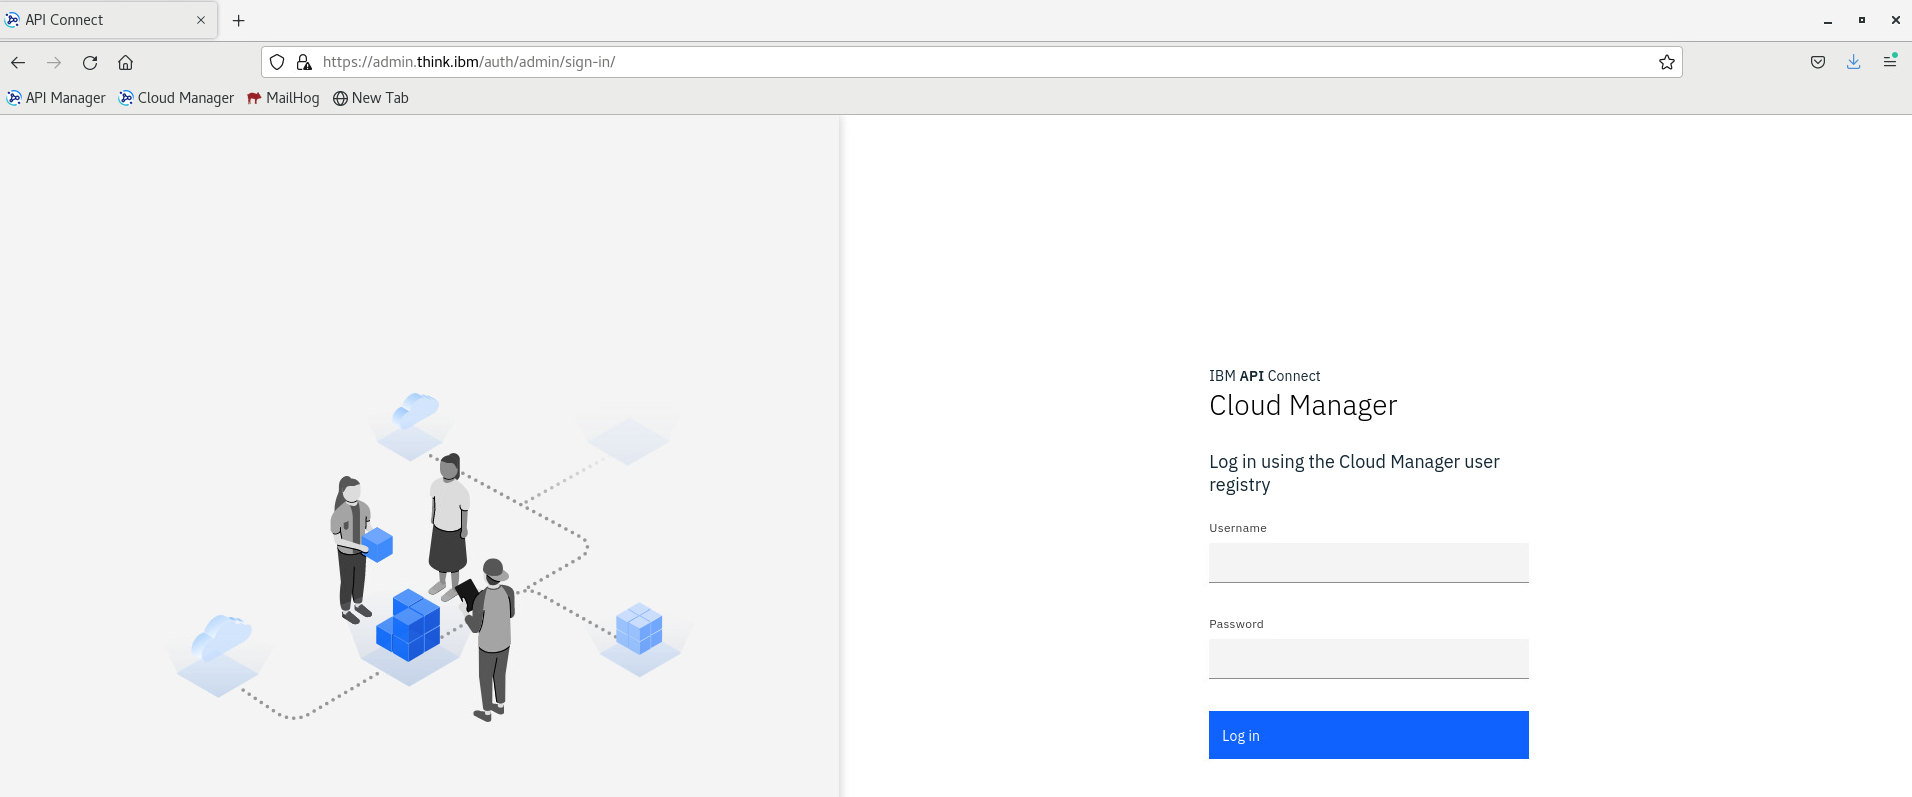 API Connect
https://admin.think.ibm/auth/admin/sign-in/
API Manager Cloud Manager MailHog New Tab
IBM API Connect
Cloud Manager
Log in using the Cloud Manager user
registry
Username
Password
Log in